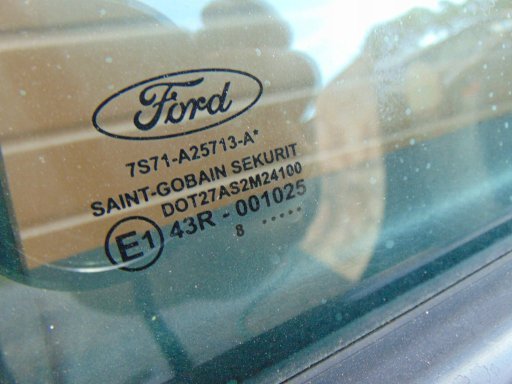 Ford
7S71-A25713-A*
SAINT-GOBAIN SEKURIT
DOT27AS2M24100
E1 43R - 001025
8 .....